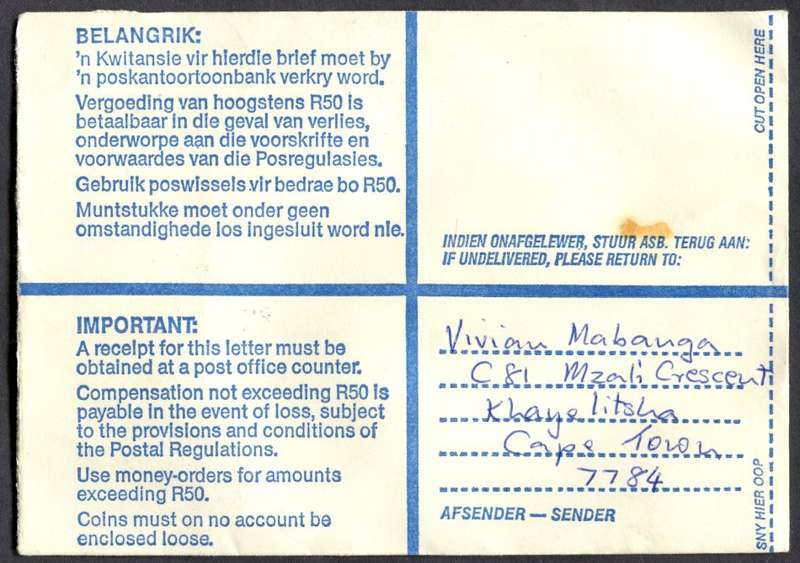 BELANGRIK:
'n Kwitansie vir hierdie brief moet by
'n poskantoortoonbank verkry word.
Vergoeding van hoogstens R50 is
betaalbaar in die geval van verlies,
onderworpe aan die voorskrifte en
voorwaardes van die Posregulasies.
Gebruik poswissels vir bedrae bo R50.
Muntstukke moet onder geen
omstandighede los ingesluit word nie.
CUT OPEN HERE
INDIEN ONAFGELEWER, STUUR ASB. TERUG AAN:
IF UNDELIVERED, PLEASE RETURN TO:
IMPORTANT:
A receipt for this letter must be
obtained at a post office counter.
Compensation not exceeding R50 is
payable in the event of loss, subject
to the provisions and conditions of
the Postal Regulations.
Use money-orders for amounts
exceeding R50.
Coins must on no account be
enclosed loose.
Vivian Mabanga
C 81 Mzali Crescent
Khayelitsha
Cape Town
7784
AFSENDER — SENDER
SNY HIER OOP